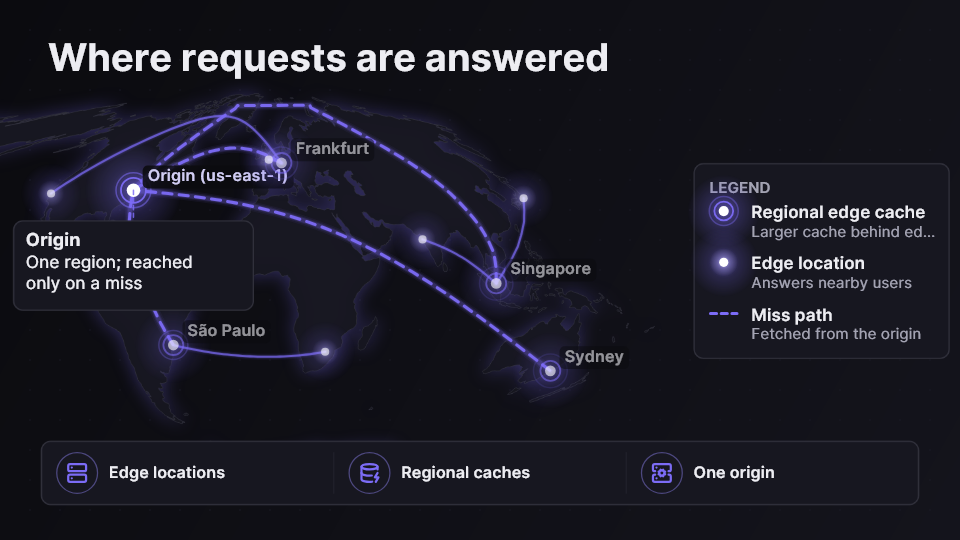 Where requests are answered
Frankfurt
Origin (us-east-1)
Origin
One region; reached
only on a miss
Singapore
São Paulo
Sydney
LEGEND
Regional edge cache
Larger cache behind ed...
Edge location
Answers nearby users
Miss path
Fetched from the origin
Edge locations
Regional caches
One origin